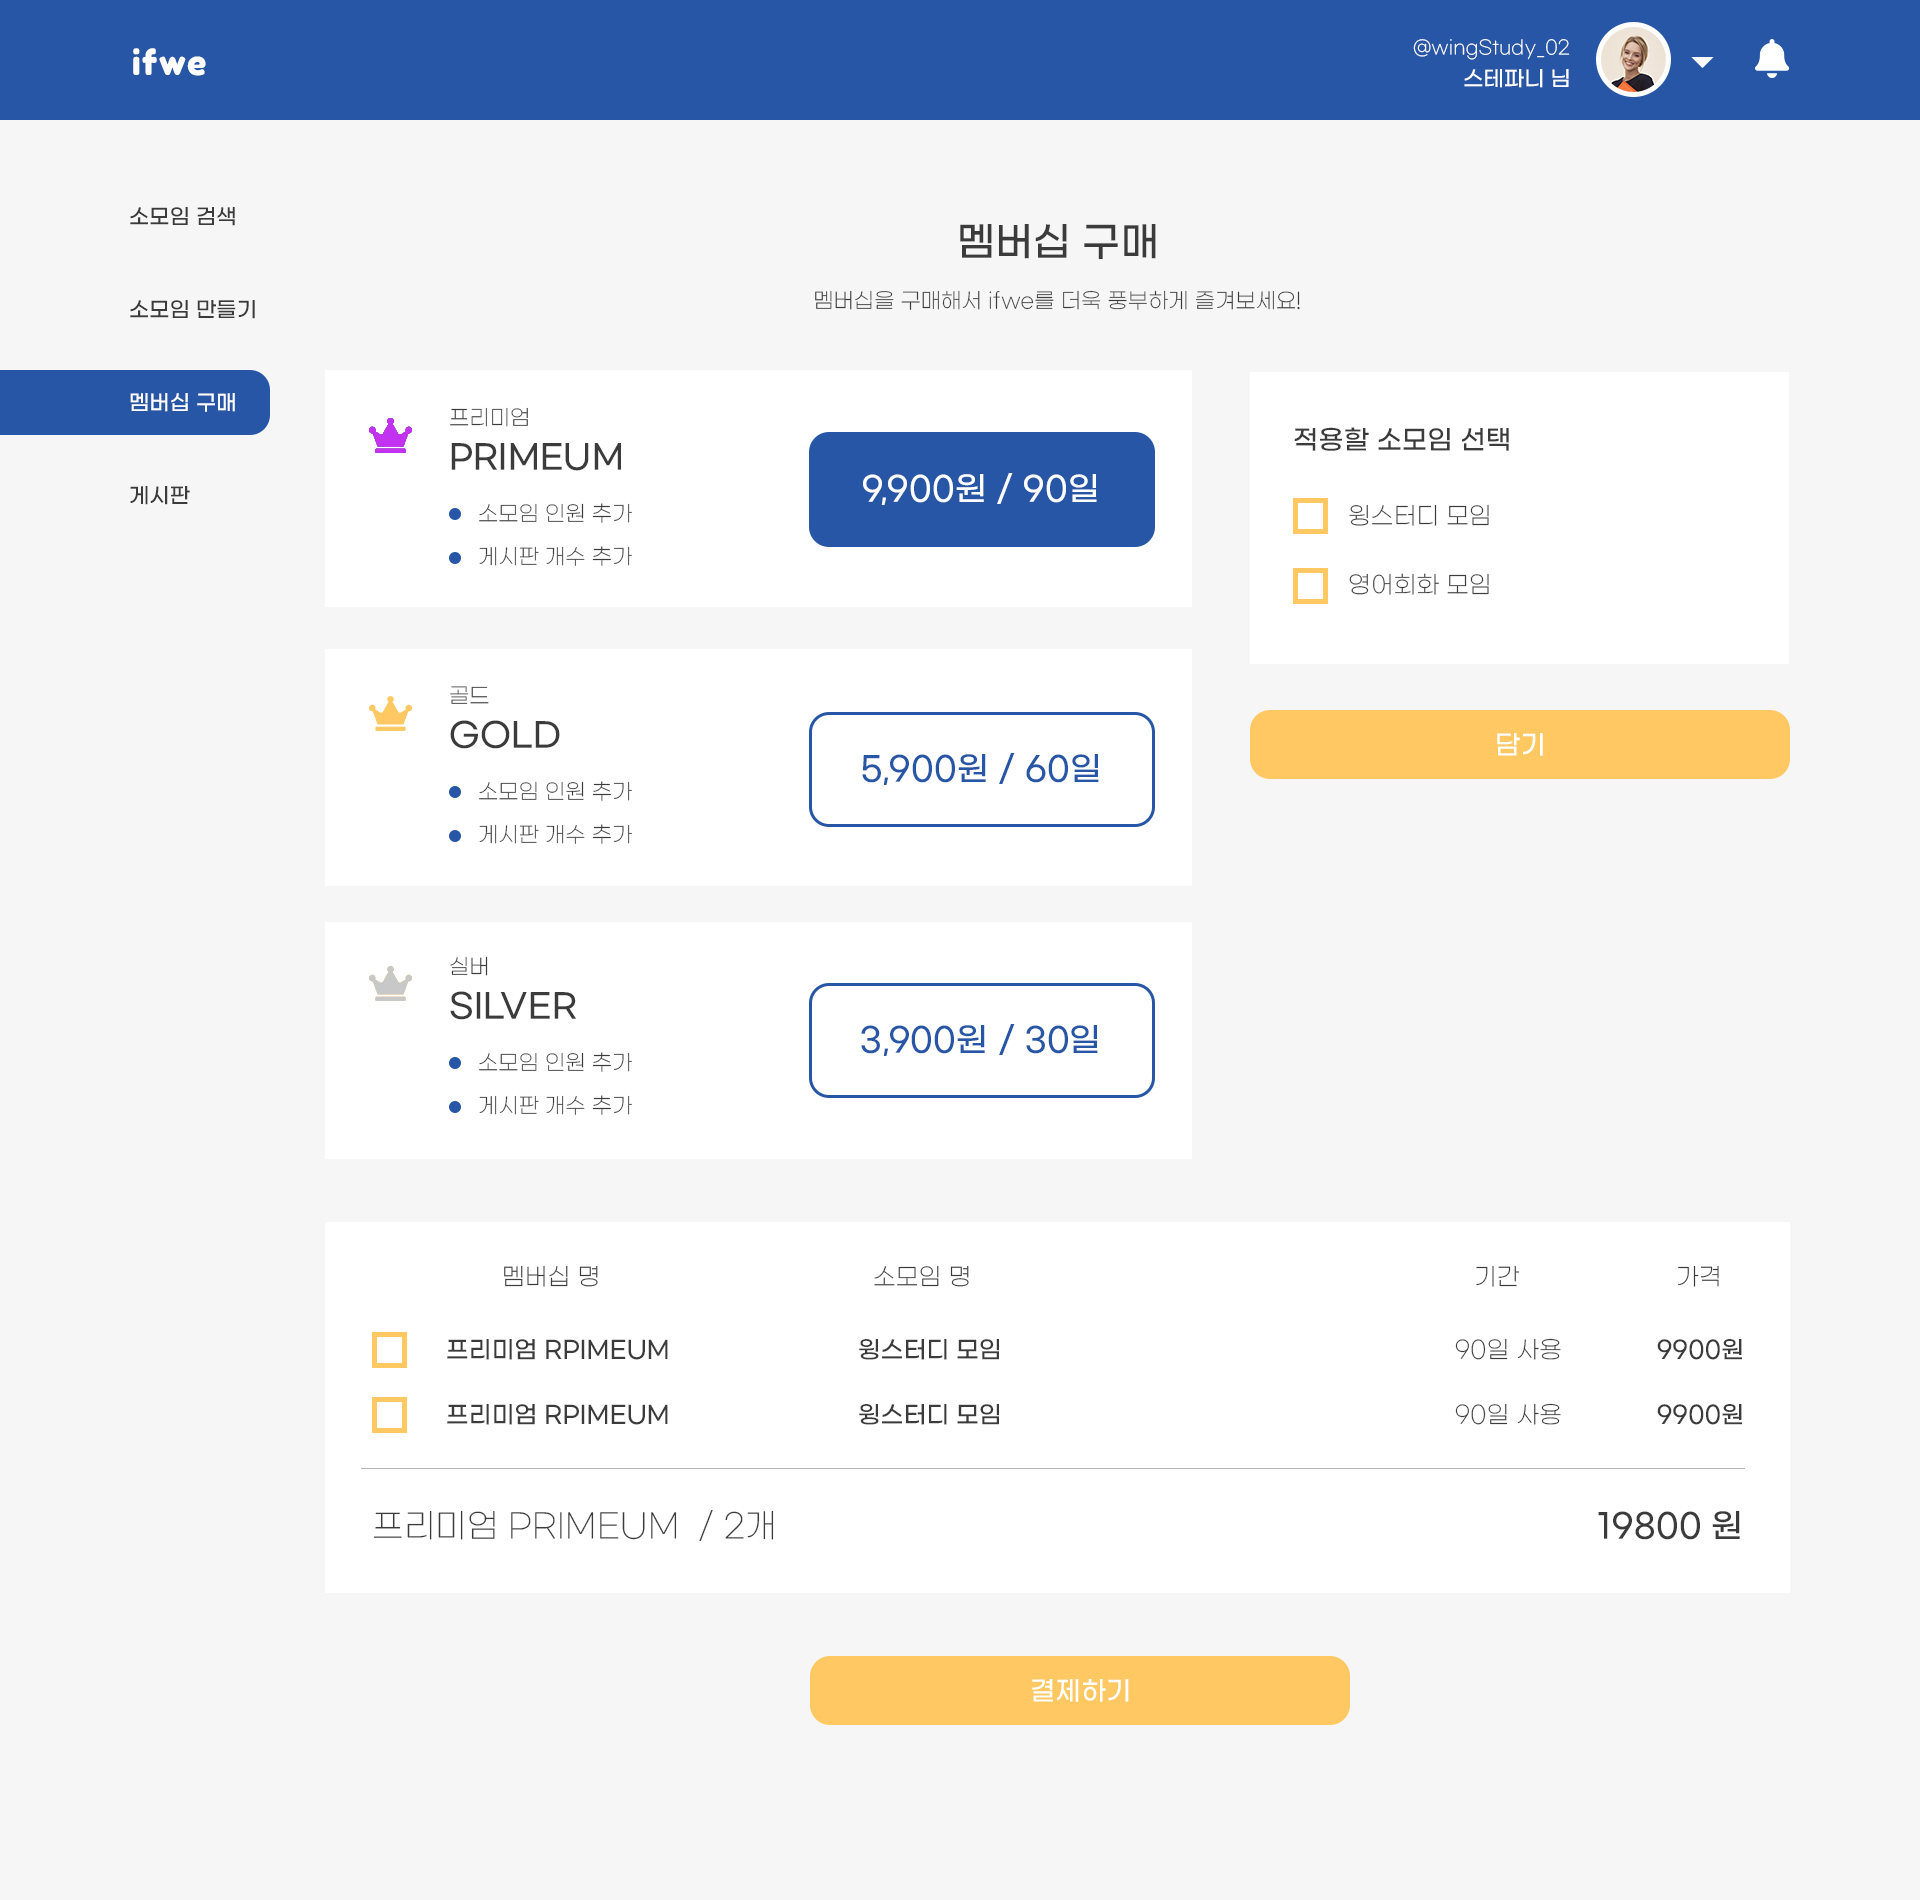 ifwe
@wingStudy_02
스테파니 님
소모임 검색
소모임 만들기
멤버십 구매
게시판
멤버십 구매
멤버십을 구매해서 ifwe를 더욱 풍부하게 즐겨보세요!
프리미엄
PRIMEUM
소모임 인원 추가
게시판 개수 추가
9,900원 / 90일
골드
GOLD
소모임 인원 추가
게시판 개수 추가
5,900원 / 60일
실버
SILVER
소모임 인원 추가
게시판 개수 추가
3,900원 / 30일
적용할 소모임 선택
윙스터디 모임
영어회화 모임
담기
멤버십 명 소모임 명 기간 가격
프리미엄 RPIMEUM 윙스터디 모임 90일 사용 9900원
프리미엄 RPIMEUM 윙스터디 모임 90일 사용 9900원
프리미엄 PRIMEUM / 2개 19800 원
결제하기